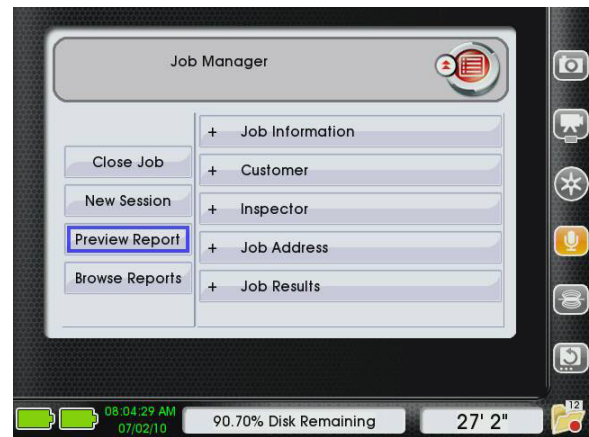 Job Manager
+ Job Information
Close Job
+ Customer
New Session
+ Inspector
Preview Report
+ Job Address
Browse Reports
+ Job Results
08:04:29 AM
07/02/10
90.70% Disk Remaining
27' 2"
12